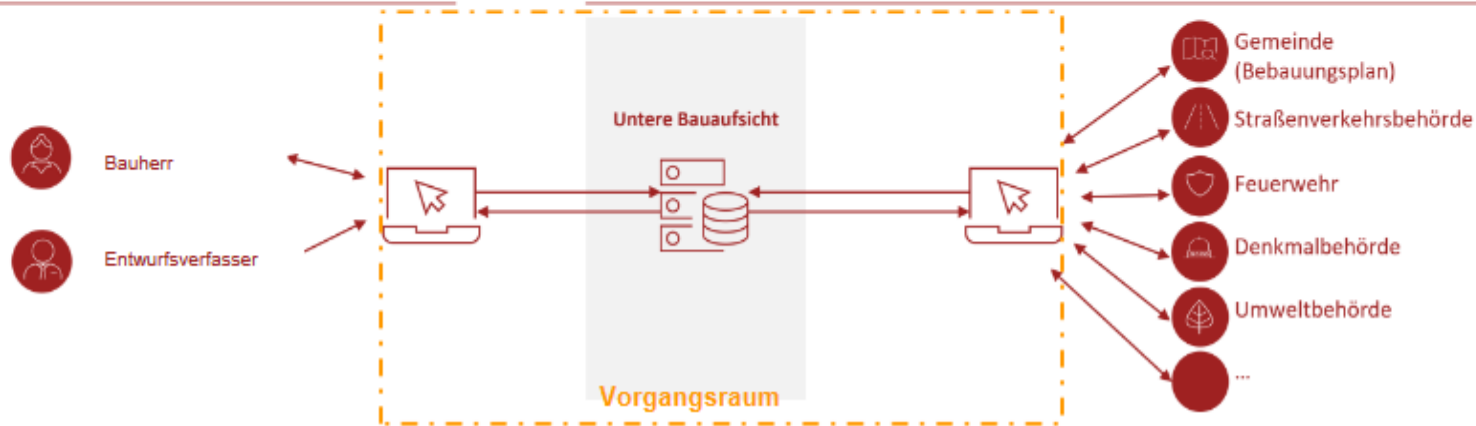 Bauherr
Entwurfsverfasser
Untere Bauaufsicht
Vorgangsraum
Gemeinde
(Bebauungsplan)
Straßenverkehrsbehörde
Feuerwehr
Denkmalbehörde
Umweltbehörde
...